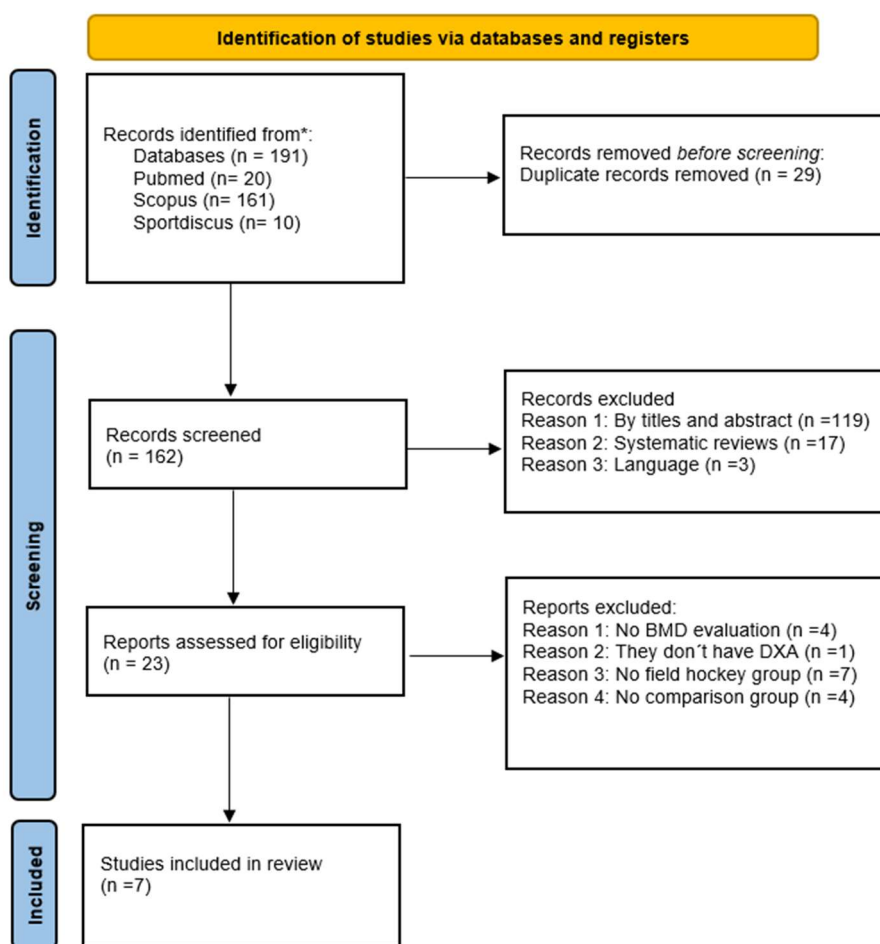 Identification of studies via databases and registers
Identification
Records identified from*:
Databases (n = 191)
Pubmed (n= 20)
Scopus (n= 161)
Sportdiscus (n= 10)
Records removed before screening:
Duplicate records removed (n = 29)
Screening
Records screened
(n = 162)
Records excluded
Reason 1: By titles and abstract (n =119)
Reason 2: Systematic reviews (n =17)
Reason 3: Language (n =3)
Reports assessed for eligibility
(n = 23)
Reports excluded:
Reason 1: No BMD evaluation (n =4)
Reason 2: They don´t have DXA (n =1)
Reason 3: No field hockey group (n =7)
Reason 4: No comparison group (n =4)
Included
Studies included in review
(n =7)